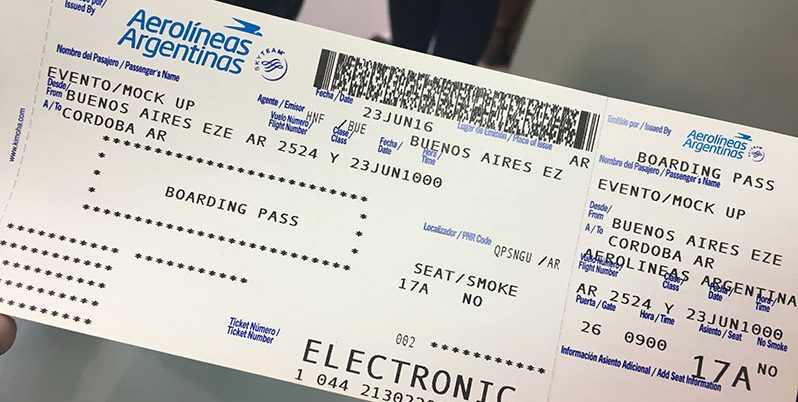 Emitido por/
Issued By
Aerolíneas
Argentinas
SKYTEAM
Nombre del Pasajero / Passenger's Name
EVENTO/MOCK UP
Desde/
From
BUENOS AIRES EZE AR 2524 Y 23JUN1000
A / To
CORDOBA AR
Agente / Emisor
HNF /BUE
Fecha / Date
23JUN16
Lugar de Emisión / Place of Issue
BUENOS AIRES EZ AR
Vuelo Número/
Flight Number
Clase/
Class
Fecha /
Date
Hora/
Time
www.kimoha.com
BOARDING PASS
Localizador / PNR Code
QPSNGU /AR
SEAT/SMOKE
17A NO
Ticket Número /
Ticket Number
002
ELECTRONIC
1 044 2130220
Emitido por / Issued By
Aerolíneas
Argentinas
BOARDING PASS
Nombre del Pasajero / Passenger's Name
EVENTO/MOCK UP
Desde/
From
BUENOS AIRES EZE
A / To
CORDOBA AR
AEROLINEAS ARGENTINA
Vuelo Número/
Flight Number
Clase/
Class
Fecha/
Date
Hora/
Time
AR 2524 Y 23JUN1000
Puerta / Gate
Hora / Time
Asiento / Seat
No Smoke
26 0900
17A NO
Información Asiento Adicional / Add Seat Information